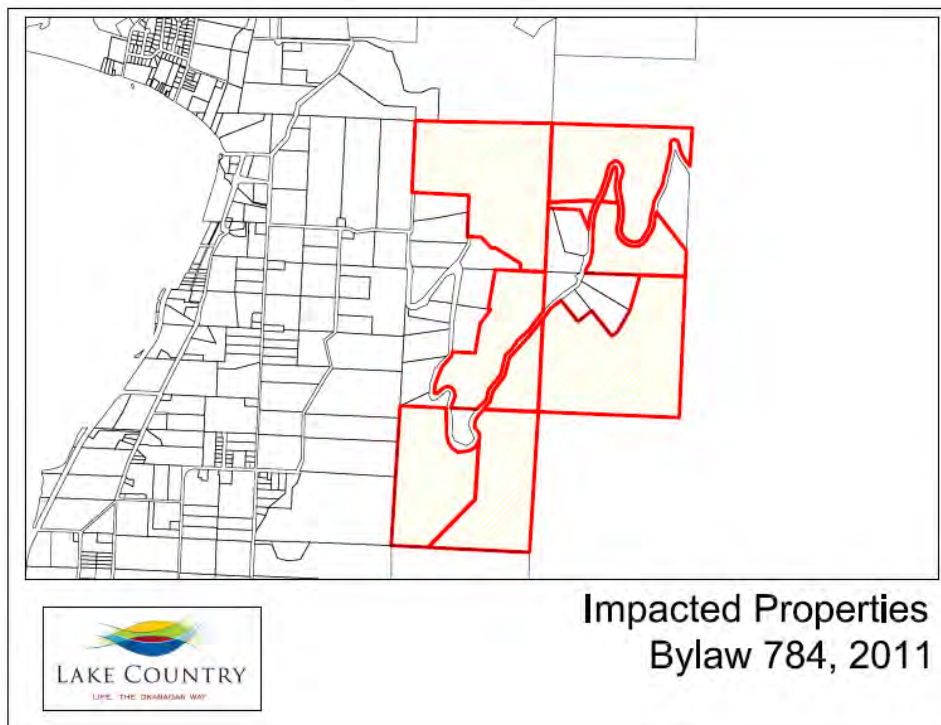 Impacted Properties
Bylaw 784, 2011
LAKE COUNTRY
LIFE. THE OKANAGAN WAY